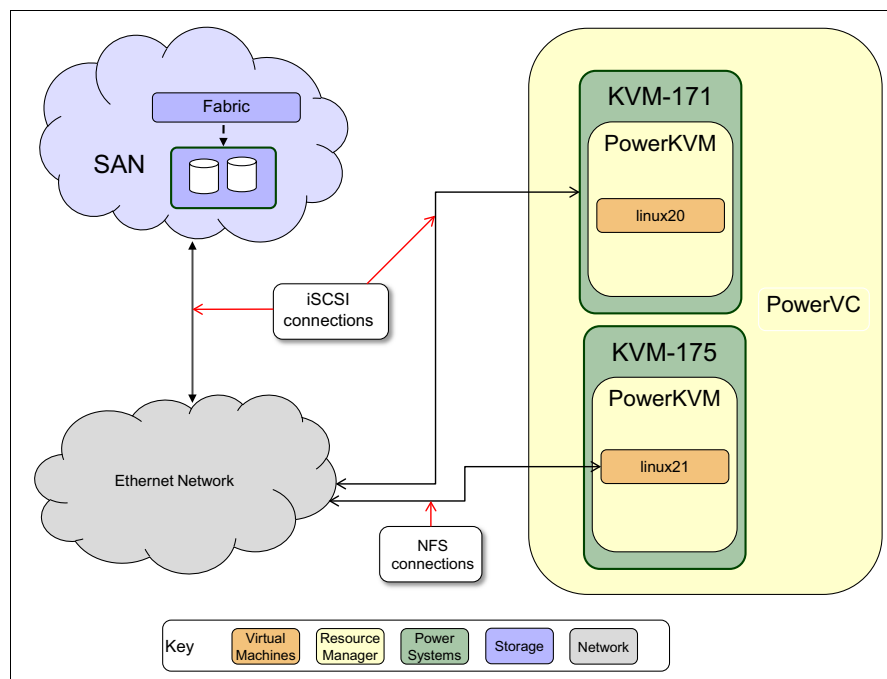 Fabric
SAN
iSCSI
connections
Ethernet Network
NFS
connections
KVM-171
PowerKVM
linux20
PowerVC
KVM-175
PowerKVM
linux21
Key
Virtual
Machines
Resource
Manager
Power
Systems
Storage
Network